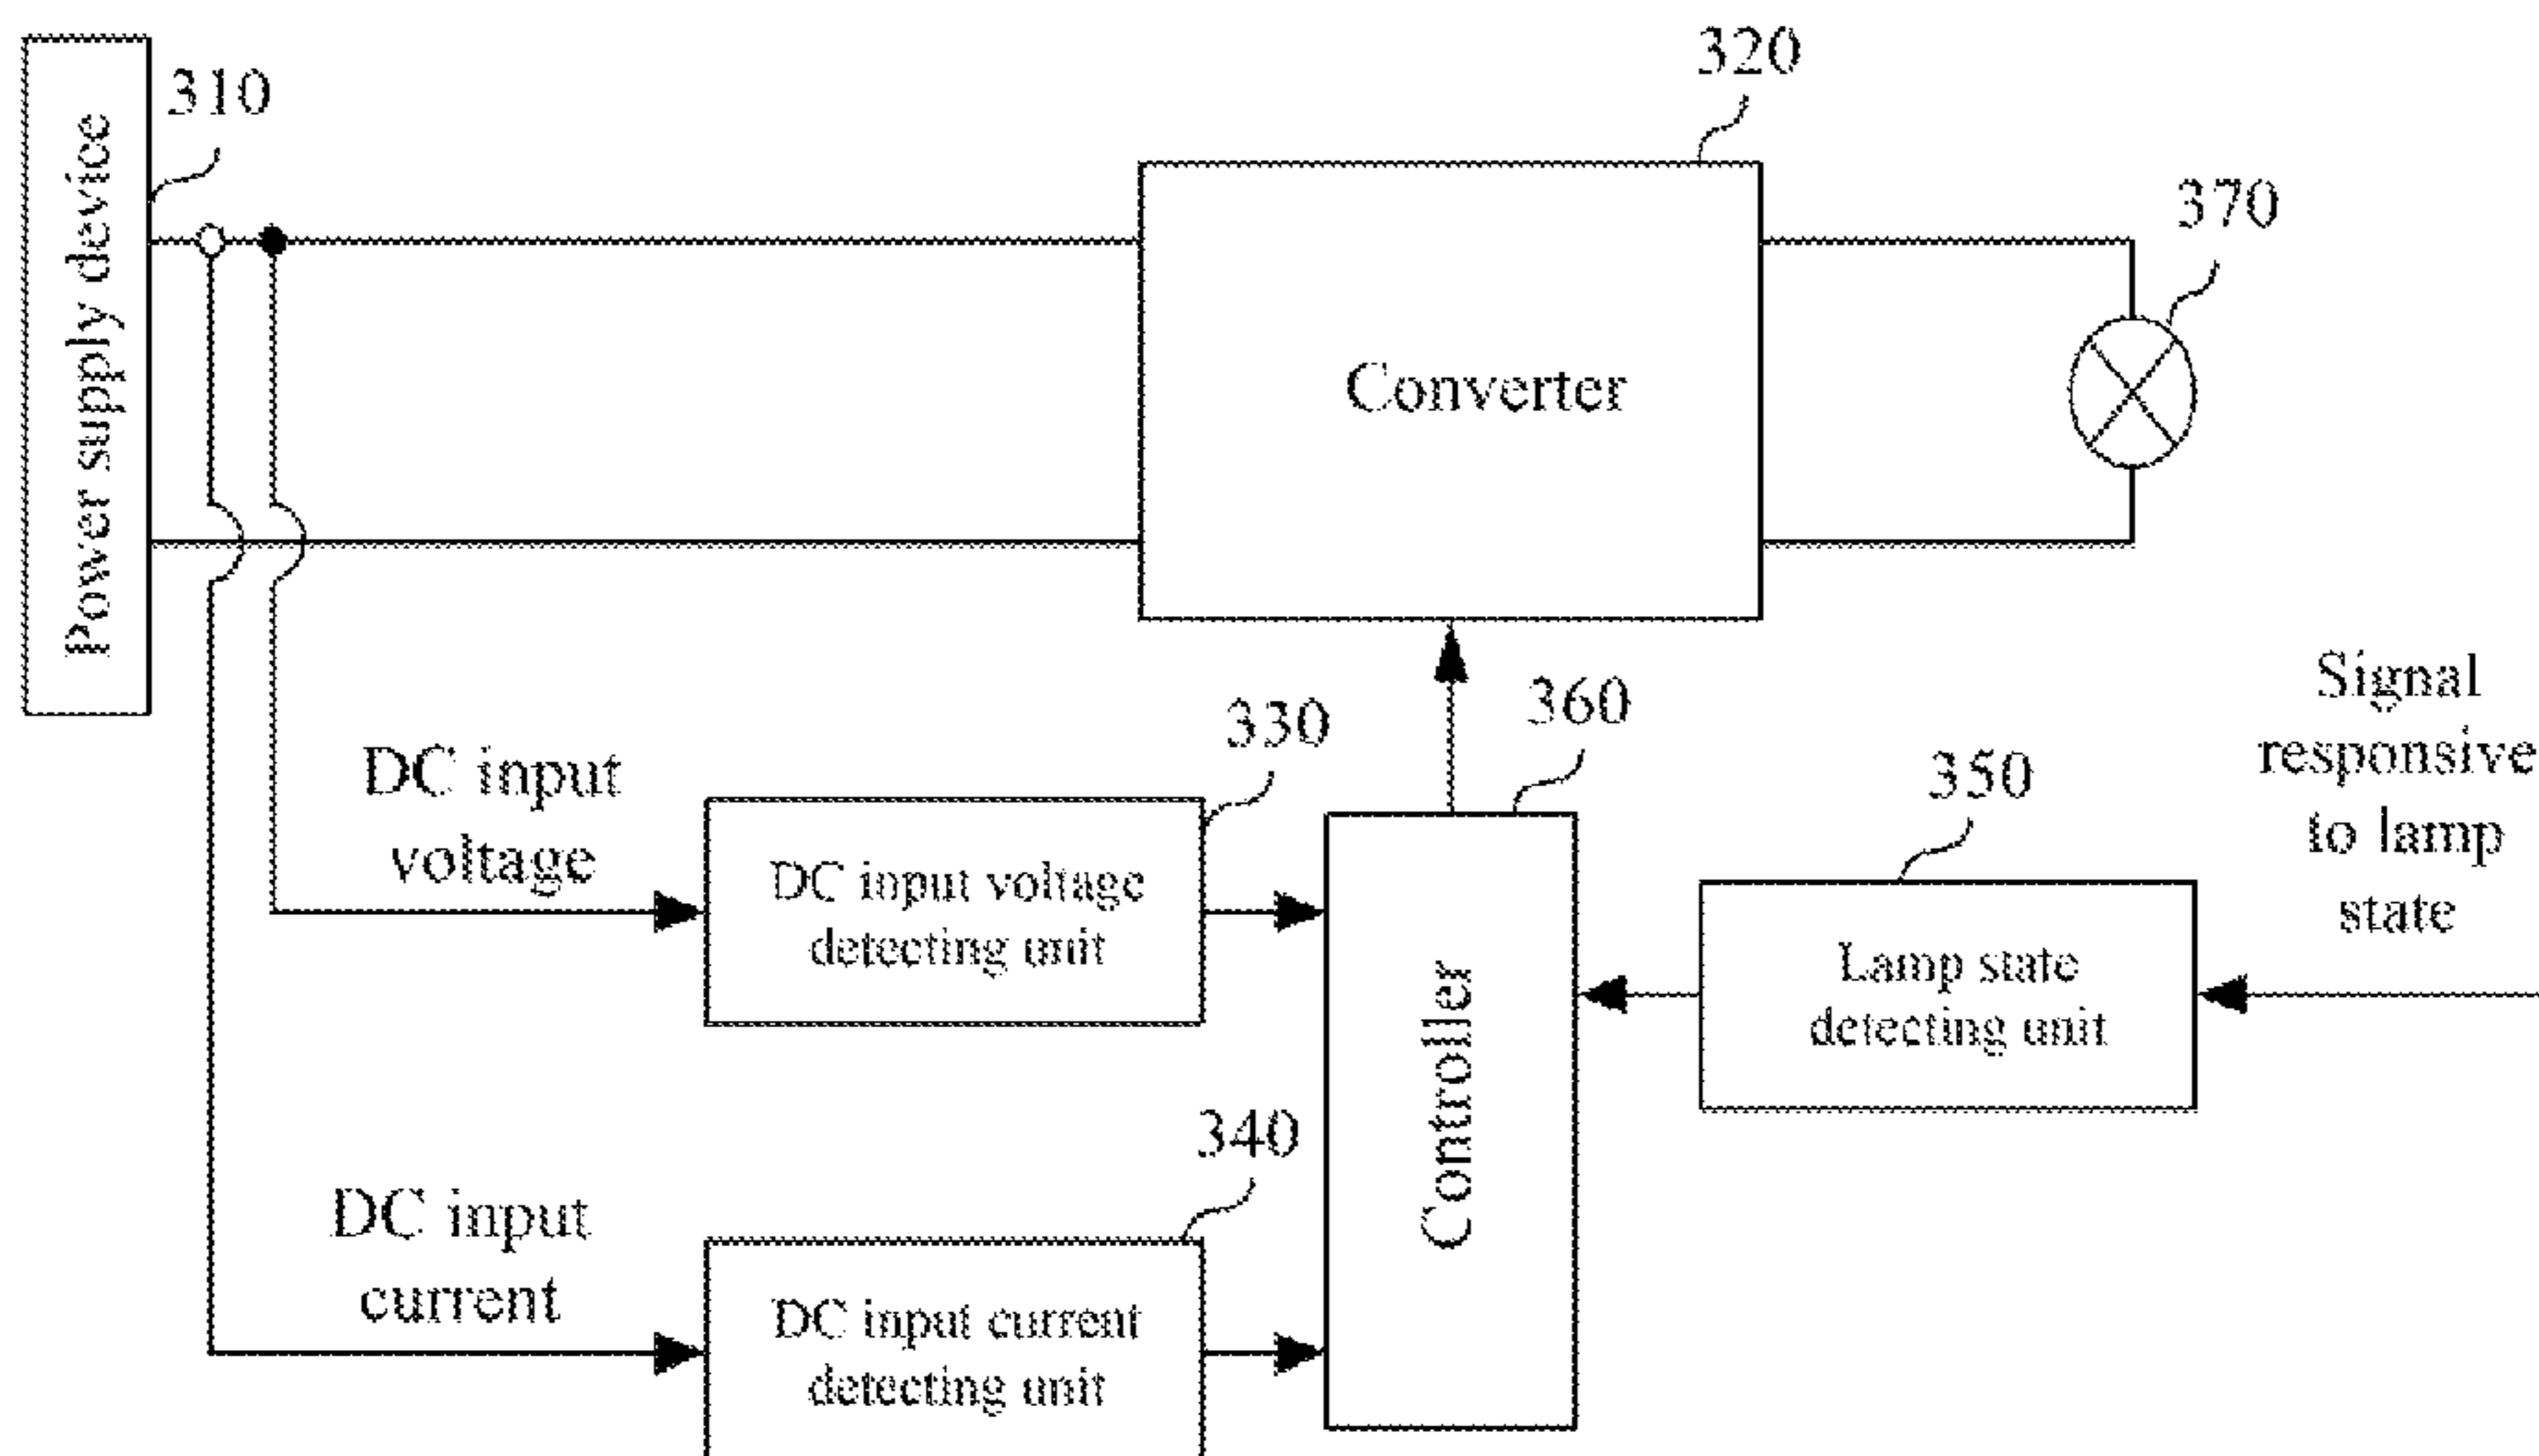 310
Power supply device
320
Converter
370
DC input
voltage
330
DC input voltage
detecting unit
360
Controller
350
Lamp state
detecting unit
Signal
responsive
to lamp
state
DC input
current
340
DC input current
detecting unit